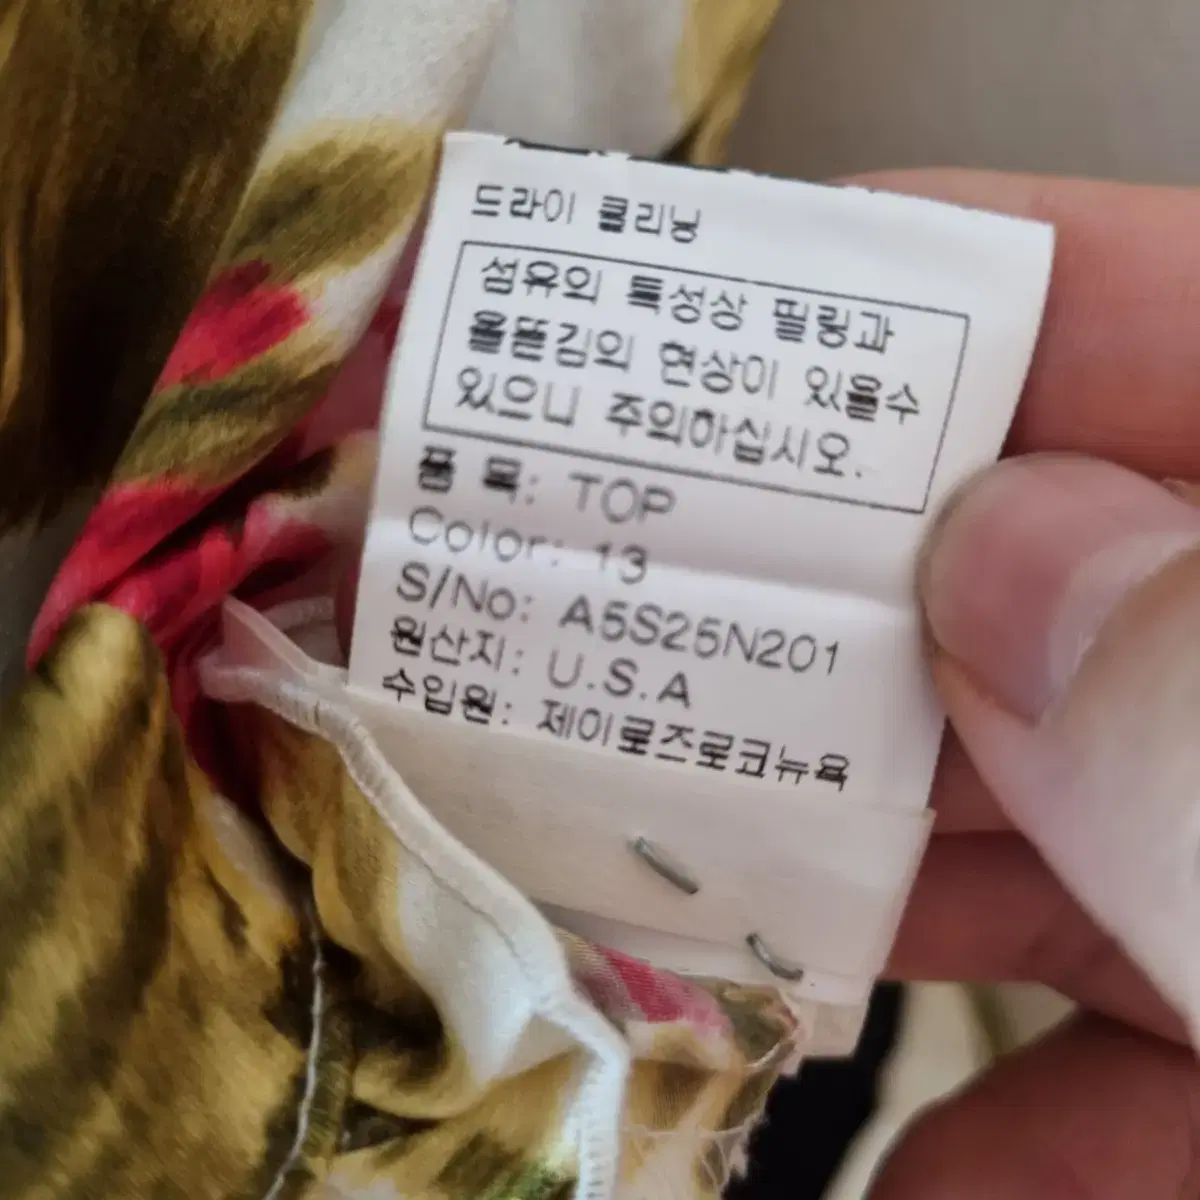 드라이 클리닝
섬유의 특성상 필링과
올뜯김의 현상이 있을수
있으니 주의하십시오.
품 목: TOP
Color: 13
S/No: A5S25N201
원산지: U.S.A
수입원: 제이로즈로코뉴욕